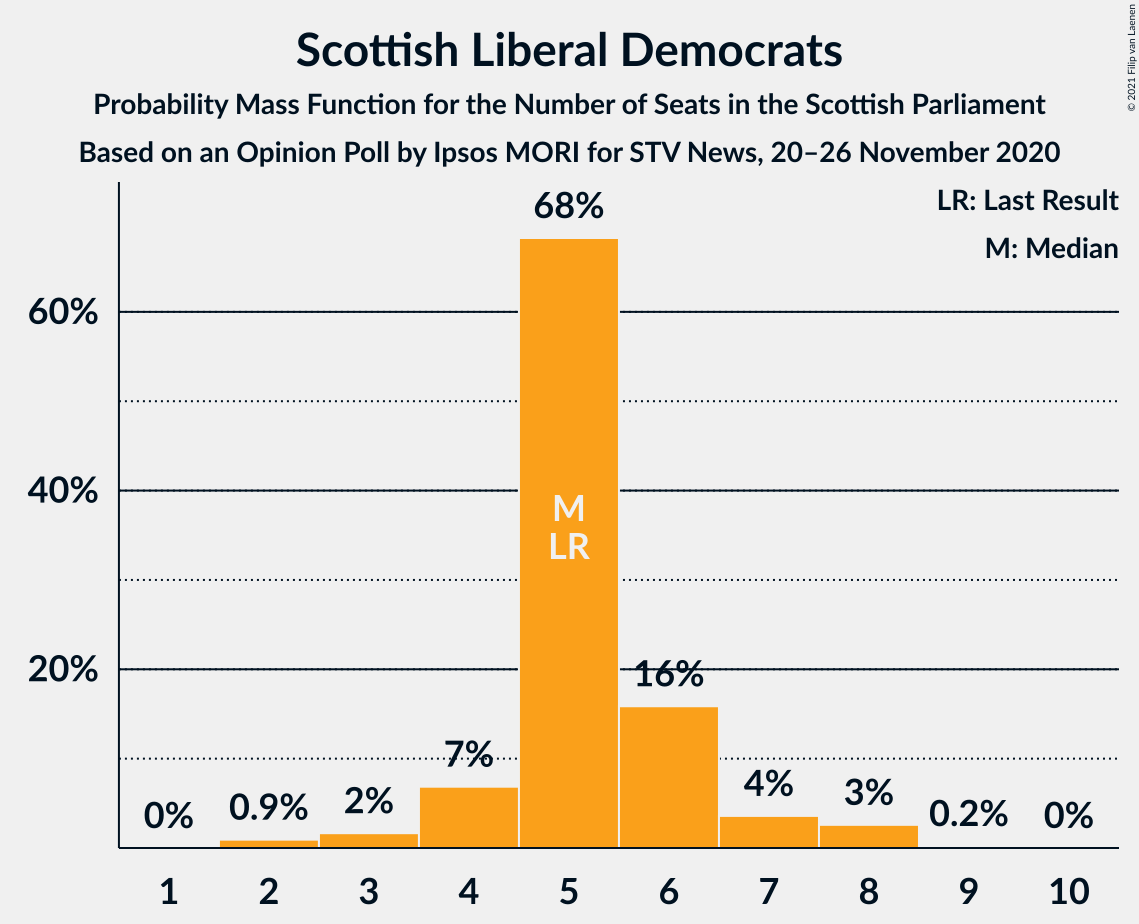 Scottish Liberal Democrats
Probability Mass Function for the Number of Seats in the Scottish Parliament
Based on an Opinion Poll by Ipsos MORI for STV News, 20–26 November 2020
© 2021 Filip van Laenen
LR: Last Result
M: Median
60%
40%
20%
0%
0.9%
2%
7%
68%
M
LR
16%
4%
3%
0.2%
0%
1 2 3 4 5 6 7 8 9 10